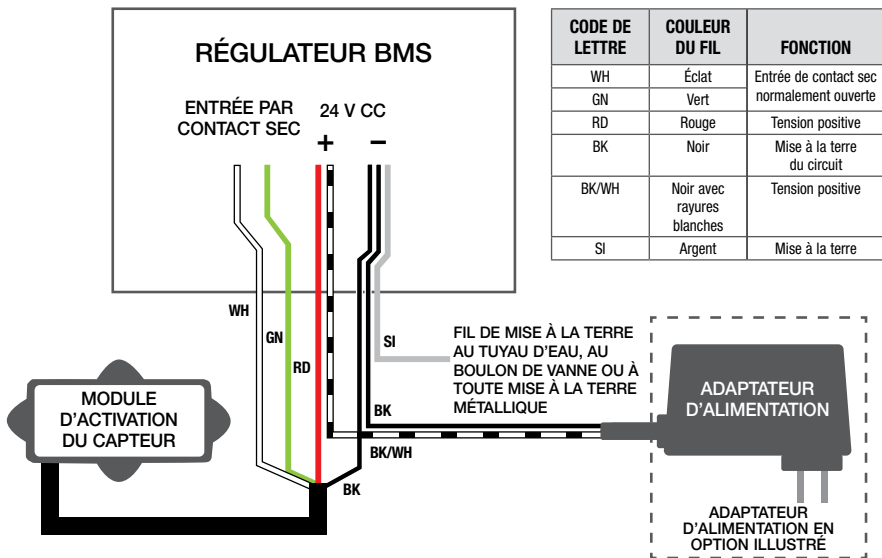 RÉGULATEUR BMS
ENTRÉE PAR
CONTACT SEC
24 V CC
+
–
WH
GN
RD
SI
BK
BK/WH
BK
FIL DE MISE À LA TERRE
AU TUYAU D'EAU, AU
BOULON DE VANNE OU À
TOUTE MISE À LA TERRE
MÉTALLIQUE
MODULE
D'ACTIVATION
DU CAPTEUR
ADAPTATEUR
D'ALIMENTATION
ADAPTATEUR
D'ALIMENTATION EN
OPTION ILLUSTRÉ
CODE DE
LETTRE
COULEUR
DU FIL
FONCTION
WH
Éclat
Entrée de contact sec
normalement ouverte
GN
Vert
RD
Rouge
Tension positive
BK
Noir
Mise à la terre
du circuit
BK/WH
Noir avec
rayures
blanches
Tension positive
SI
Argent
Mise à la terre